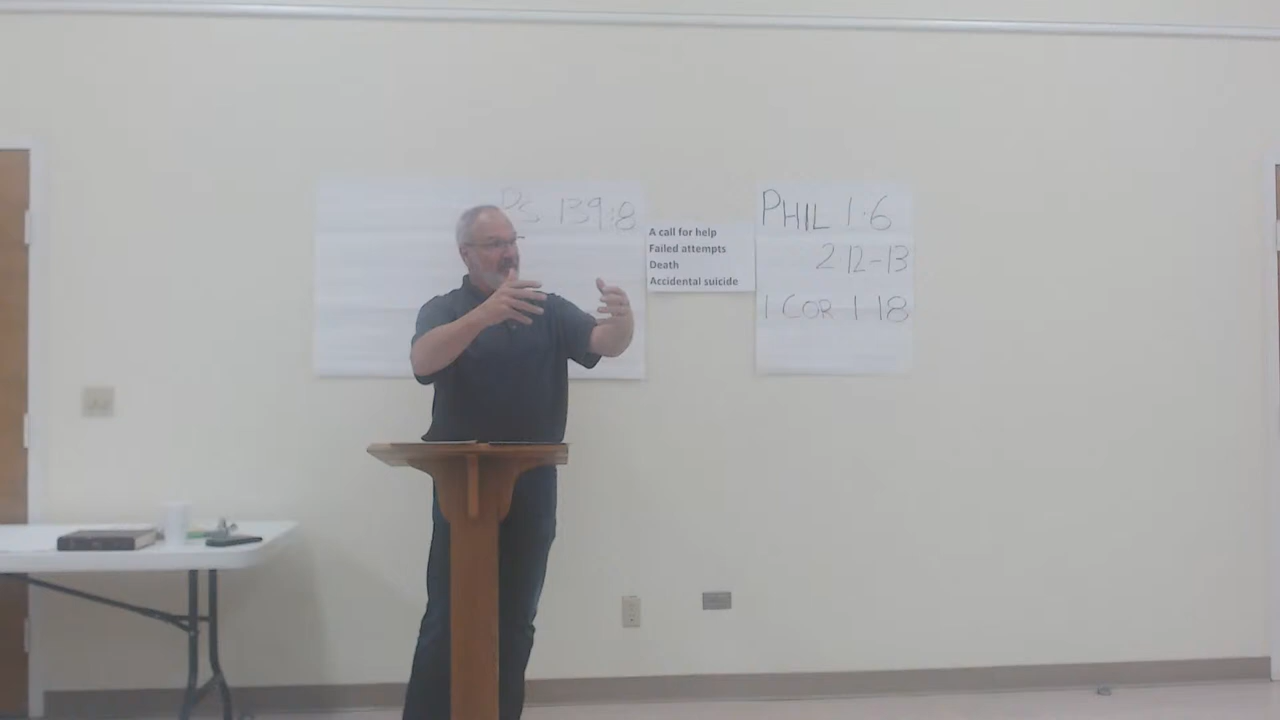 Ps 139:8
A call for help
Failed attempts
Death
Accidental suicide
PHIL 1:6
2 12-13
1 COR 1 18